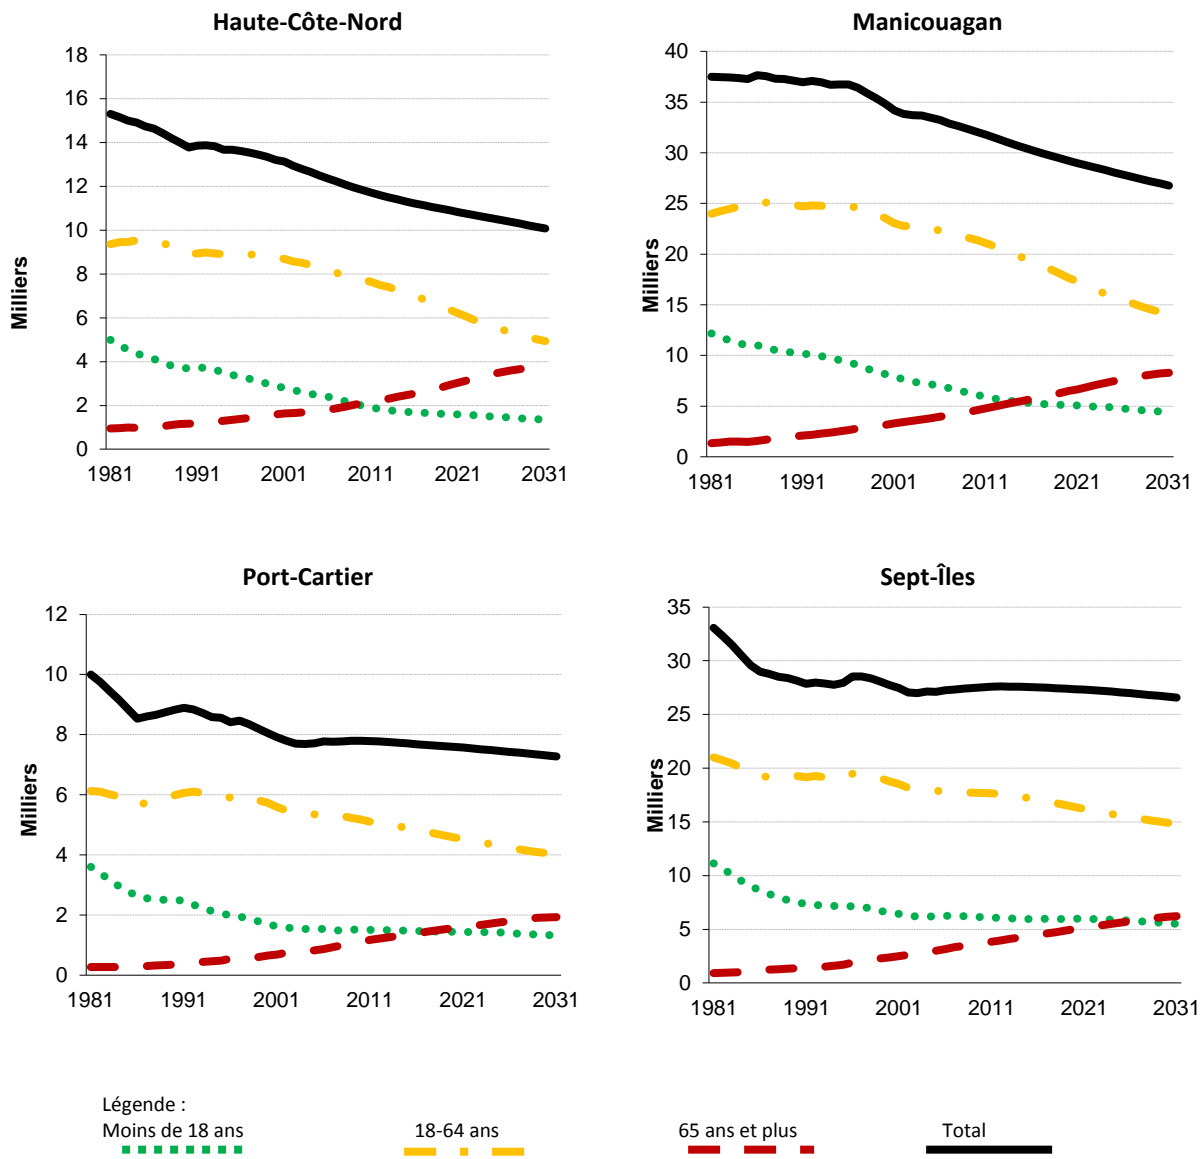 Haute-Côte-Nord
Milliers
18
16
14
12
10
8
6
4
2
0
1981 1991 2001 2011 2021 2031
Manicouagan
Milliers
40
35
30
25
20
15
10
5
0
1981 1991 2001 2011 2021 2031
Port-Cartier
Milliers
12
10
8
6
4
2
0
1981 1991 2001 2011 2021 2031
Sept-Îles
Milliers
35
30
25
20
15
10
5
0
1981 1991 2001 2011 2021 2031
Légende :
Moins de 18 ans 18-64 ans 65 ans et plus Total